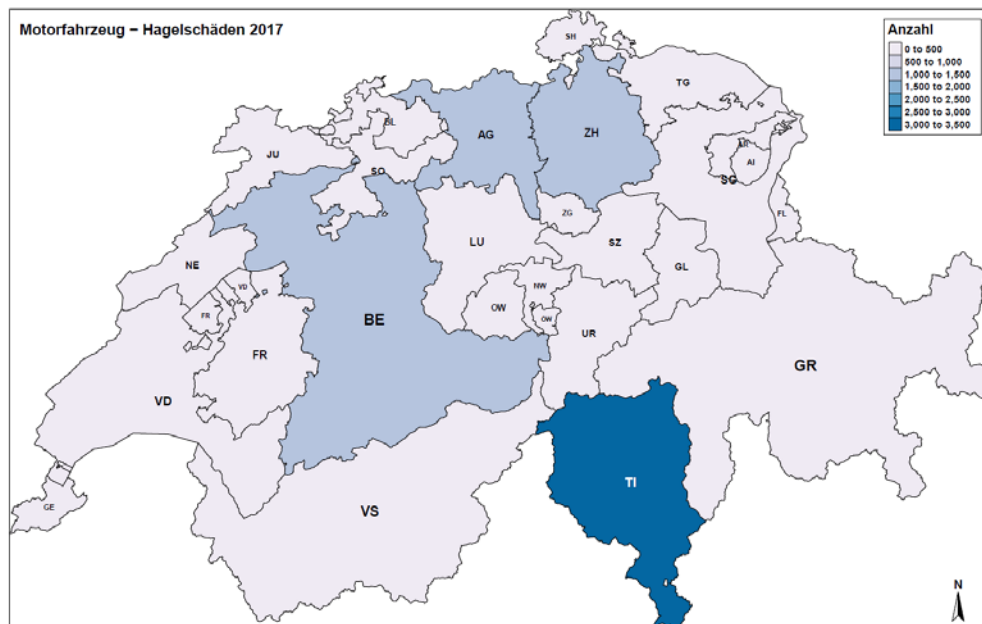 Motorfahrzeug – Hagelschäden 2017
Anzahl
0 to 500
500 to 1,000
1,000 to 1,500
1,500 to 2,000
2,000 to 2,500
2,500 to 3,000
3,000 to 3,500
SH
TG
BL
AG
ZH
AR
AI
JU
SO
SG
ZG
FL
LU
SZ
NE
GL
VD
NW
OW
FR
OW
BE
UR
FR
GR
VD
TI
GE
VS
N